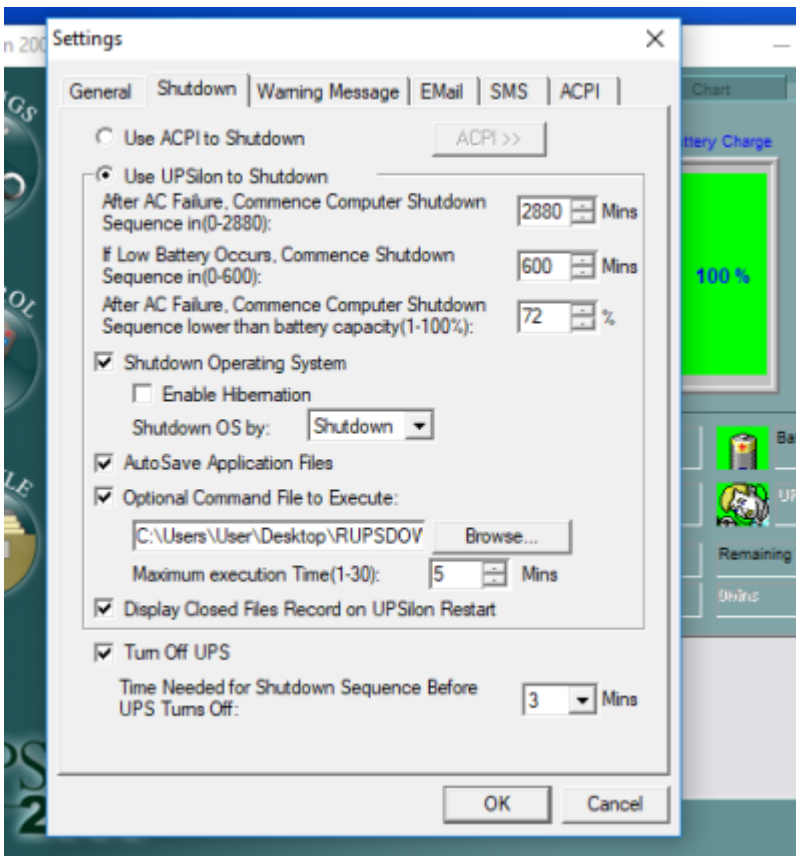 n 200
Settings
General Shutdown Warning Message EMail SMS ACPI
Chart
Use ACPI to Shutdown ACPI >>
ttery Charge
Use UPSilon to Shutdown
After AC Failure, Commence Computer Shutdown
Sequence in(0-2880): 2880 Mins
If Low Battery Occurs, Commence Shutdown
Sequence in(0-600): 600 Mins
100 %
After AC Failure, Commence Computer Shutdown
Sequence lower than battery capacity(1-100%): 72 %
Shutdown Operating System
Enable Hibernation
Shutdown OS by: Shutdown
Ba
AutoSave Application Files
Optional Command File to Execute:
UP
C:\Users\User\Desktop\RUPSDOV Browse...
Remaining
Maximum execution Time(1-30): 5 Mins
Display Closed Files Record on UPSilon Restart
Turn Off UPS
Time Needed for Shutdown Sequence Before
UPS Turns Off: 3 Mins
PS
2
OK Cancel